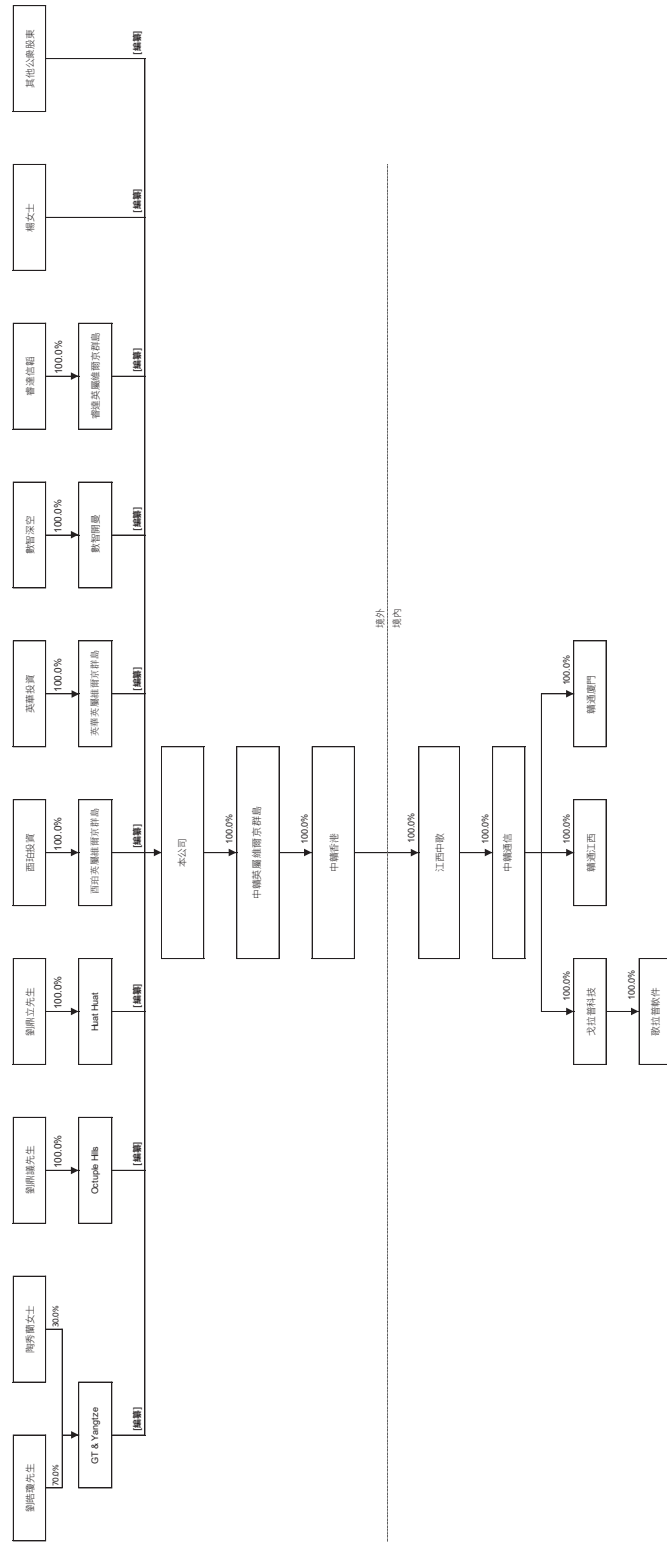 劉皓瓊先生
陶秀蘭女士
劉鼎議先生
劉鼎立先生
西珀投資
英華投資
數智深空
睿達信韜
楊女士
其他公眾股東
70.0%
30.0%
100.0%
100.0%
100.0%
100.0%
100.0%
100.0%
GT & Yangtze
Octuple Hills
Huat Huat
西珀英屬維爾京群島
英華英屬維爾京群島
數智開曼
睿達英屬維爾京群島
[編纂]
[編纂]
[編纂]
[編纂]
[編纂]
[編纂]
[編纂]
[編纂]
[編纂]
本公司
100.0%
中贛英屬維爾京群島
100.0%
中贛香港
境外
境內
100.0%
江西中歌
100.0%
中贛通信
100.0%
100.0%
100.0%
戈拉普科技
贛通江西
贛通廈門
100.0%
歌拉普軟件